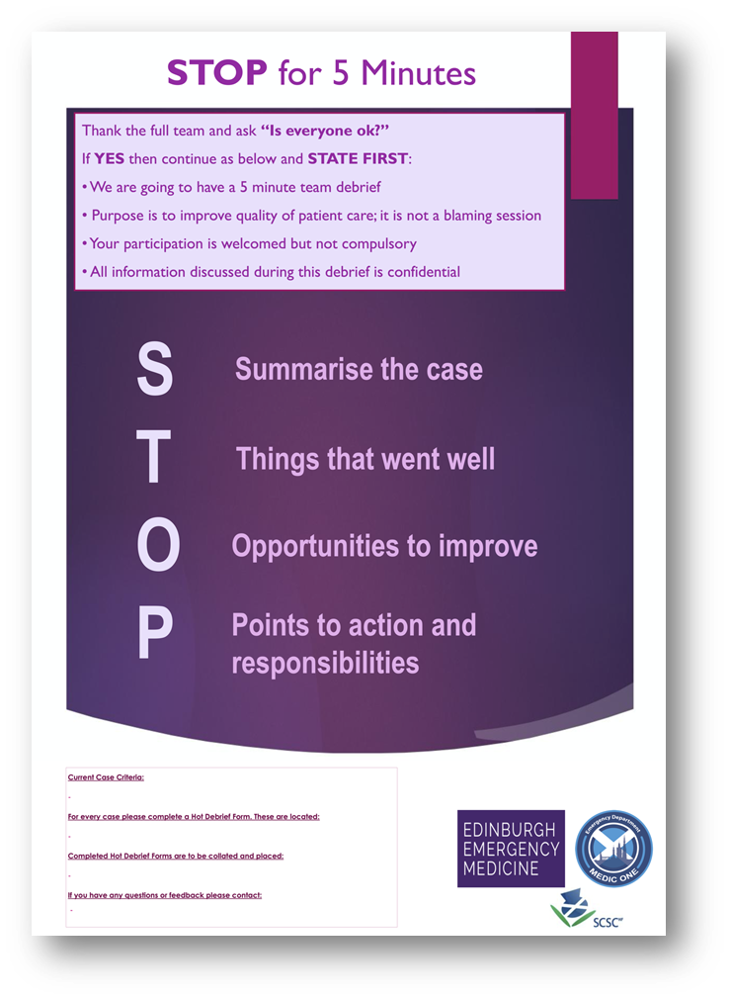 STOP for 5 Minutes
Thank the full team and ask “Is everyone ok?”
If YES then continue as below and STATE FIRST:
• We are going to have a 5 minute team debrief
• Purpose is to improve quality of patient care; it is not a blaming session
• Your participation is welcomed but not compulsory
• All information discussed during this debrief is confidential
S Summarise the case
T Things that went well
O Opportunities to improve
P Points to action and
responsibilities
Current Case Criteria:
-
For every case please complete a Hot Debrief Form. These are located:
-
Completed Hot Debrief Forms are to be collated and placed:
-
If you have any questions or feedback please contact:
-
EDINBURGH
EMERGENCY
MEDICINE
Emergency Department
MEDIC ONE
SCSC